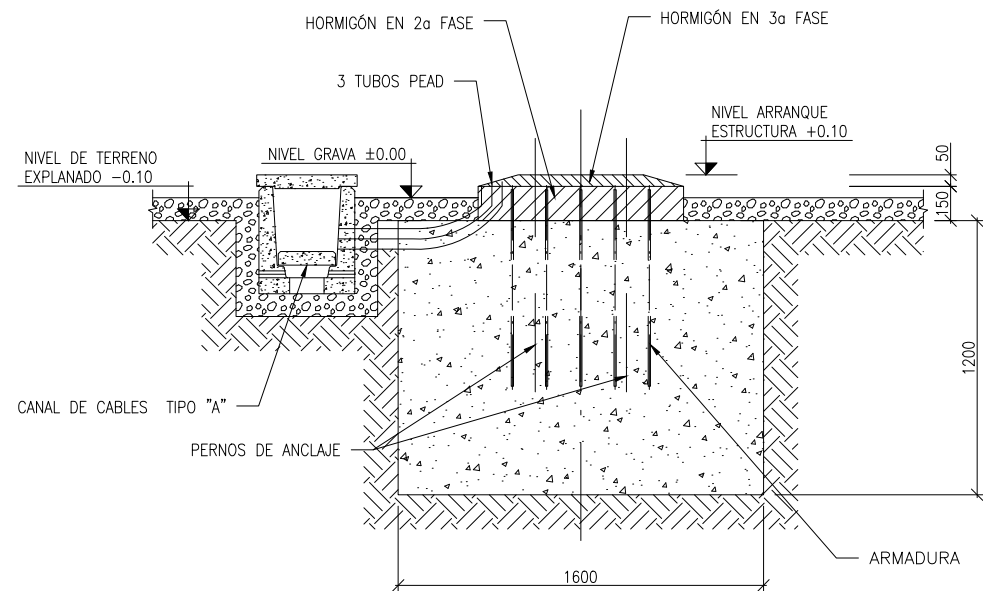 HORMIGÓN EN 2a FASE
HORMIGÓN EN 3a FASE
3 TUBOS PEAD
NIVEL ARRANQUE
ESTRUCTURA +0.10
NIVEL DE TERRENO
EXPLANADO -0.10
NIVEL GRAVA ±0.00
50
150
1200
CANAL DE CABLES TIPO "A"
PERNOS DE ANCLAJE
ARMADURA
1600